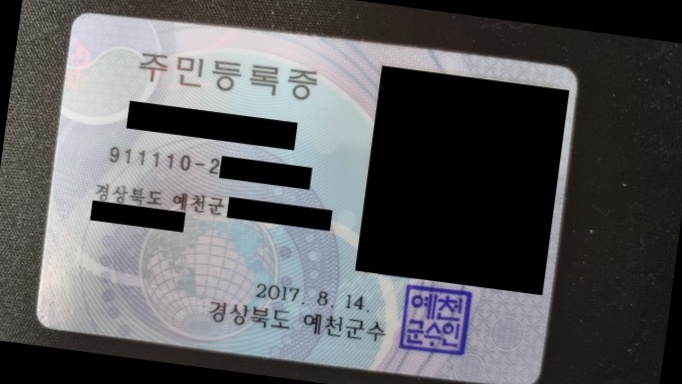 주민등록증
911110-2
경상북도 예천군
2017. 8. 14.
경상북도 예천군수
예천
군수인